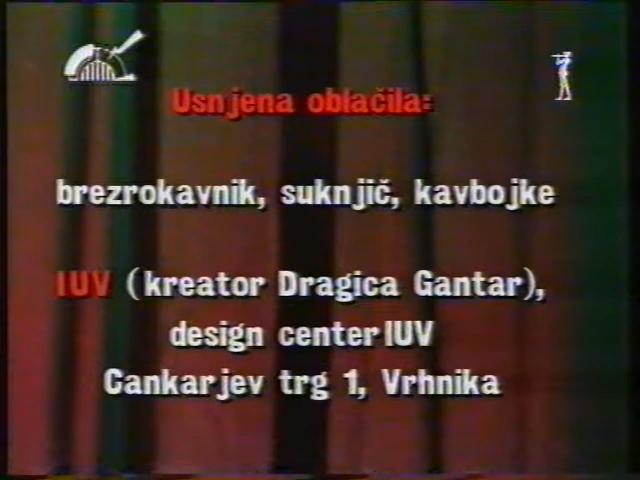 Usnjena oblačila:
brezrokavnik, suknjič, kavbojke
IUV (kreator Dragica Gantar),
design center IUV
Cankarjev trg 1, Vrhnika